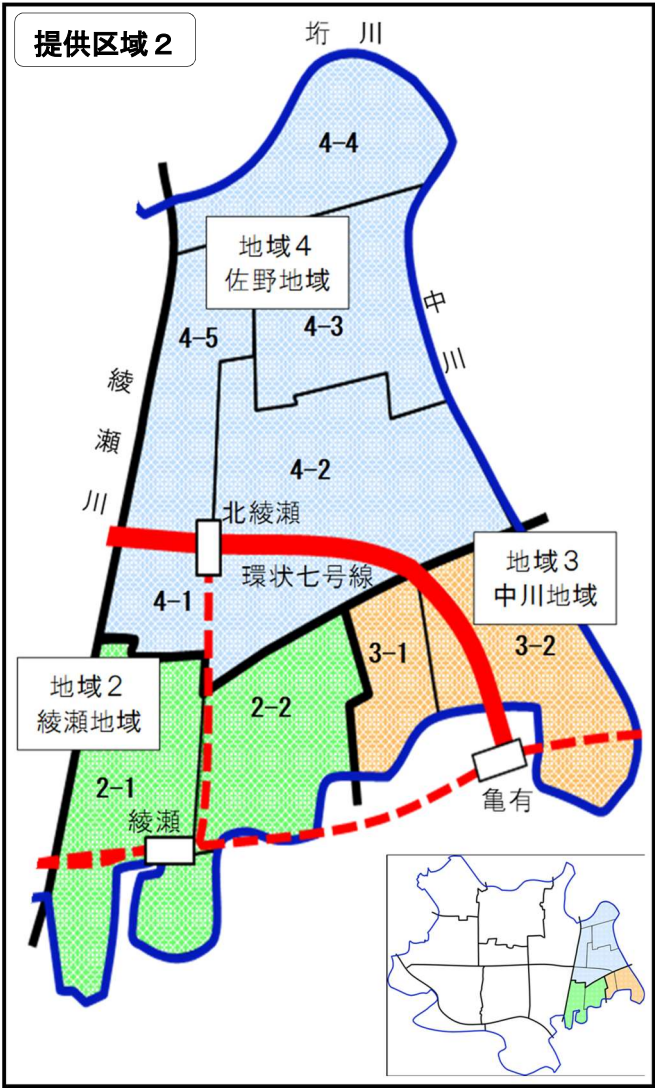 提供区域２
垳川
4-4
地域４
佐野地域
中川
4-5
4-3
綾瀬川
4-2
北綾瀬
環状七号線
地域３
中川地域
4-1
3-1
3-2
地域２
綾瀬地域
2-2
2-1
綾瀬
亀有